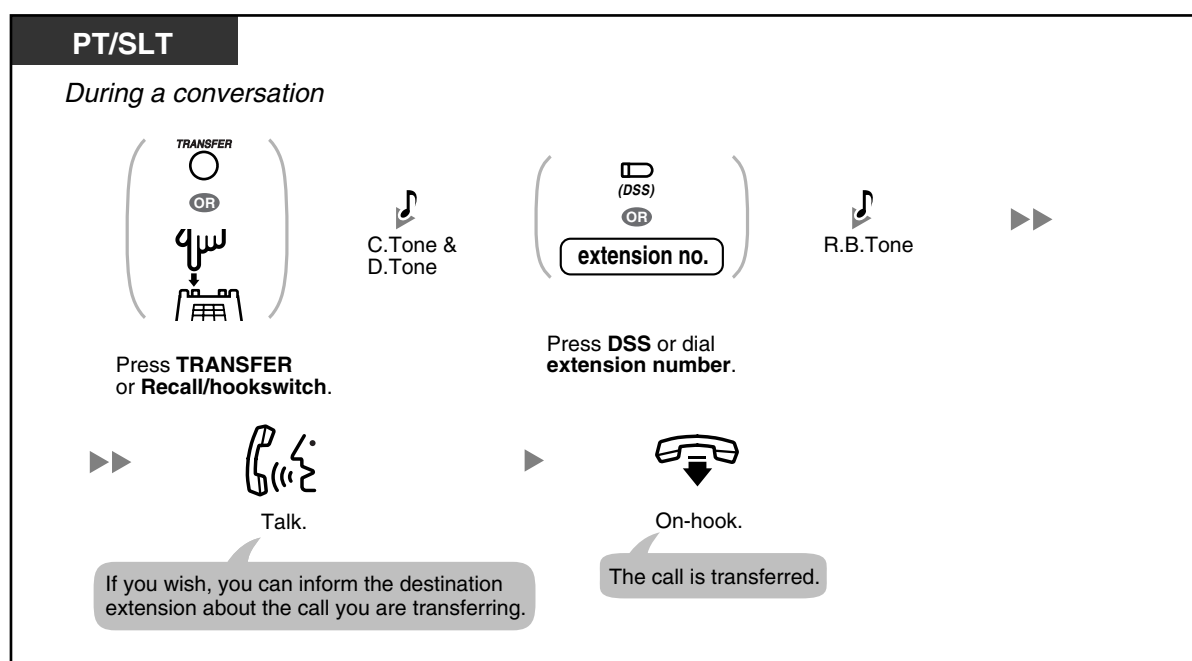 PT/SLT
During a conversation
TRANSFER
OR
C.Tone &
D.Tone
(DSS)
OR
extension no.
R.B.Tone
Press TRANSFER
or Recall/hookswitch.
Press DSS or dial
extension number.
Talk.
If you wish, you can inform the destination
extension about the call you are transferring.
On-hook.
The call is transferred.